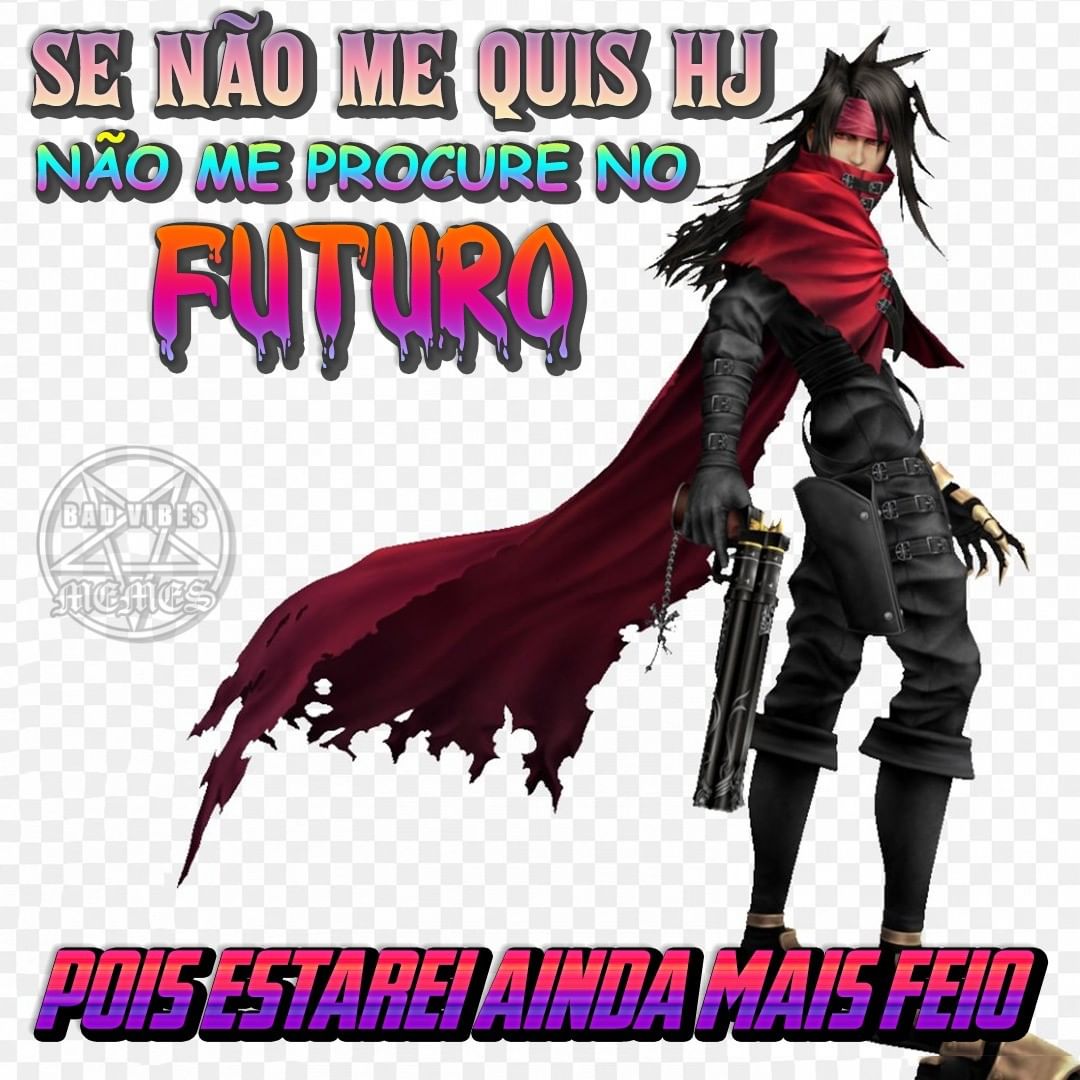 SE NÃO ME QUIS HJ
NÃO ME PROCURE NO
FUTURO
BAD VIBES
MEMES
POIS ESTAREI AINDA MAIS FEIO